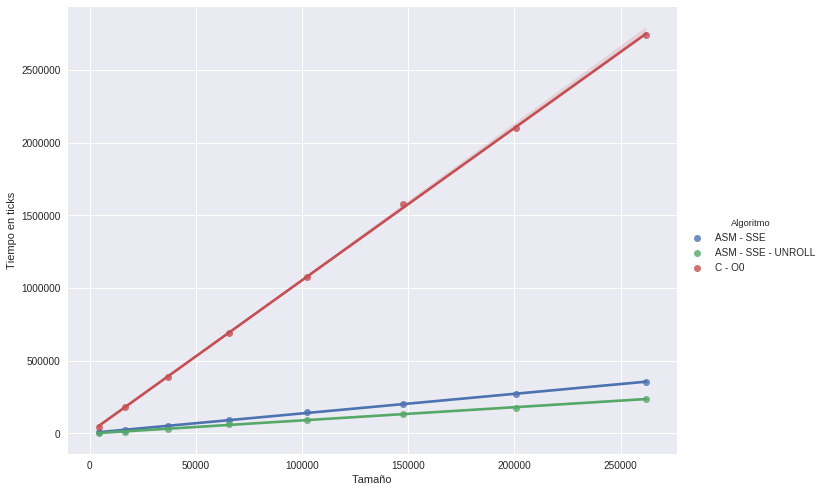 2500000
2000000
1500000
1000000
500000
0
Tiempo en ticks
0
50000
100000
150000
200000
250000
Tamaño
Algoritmo
ASM - SSE
ASM - SSE - UNROLL
C - O0